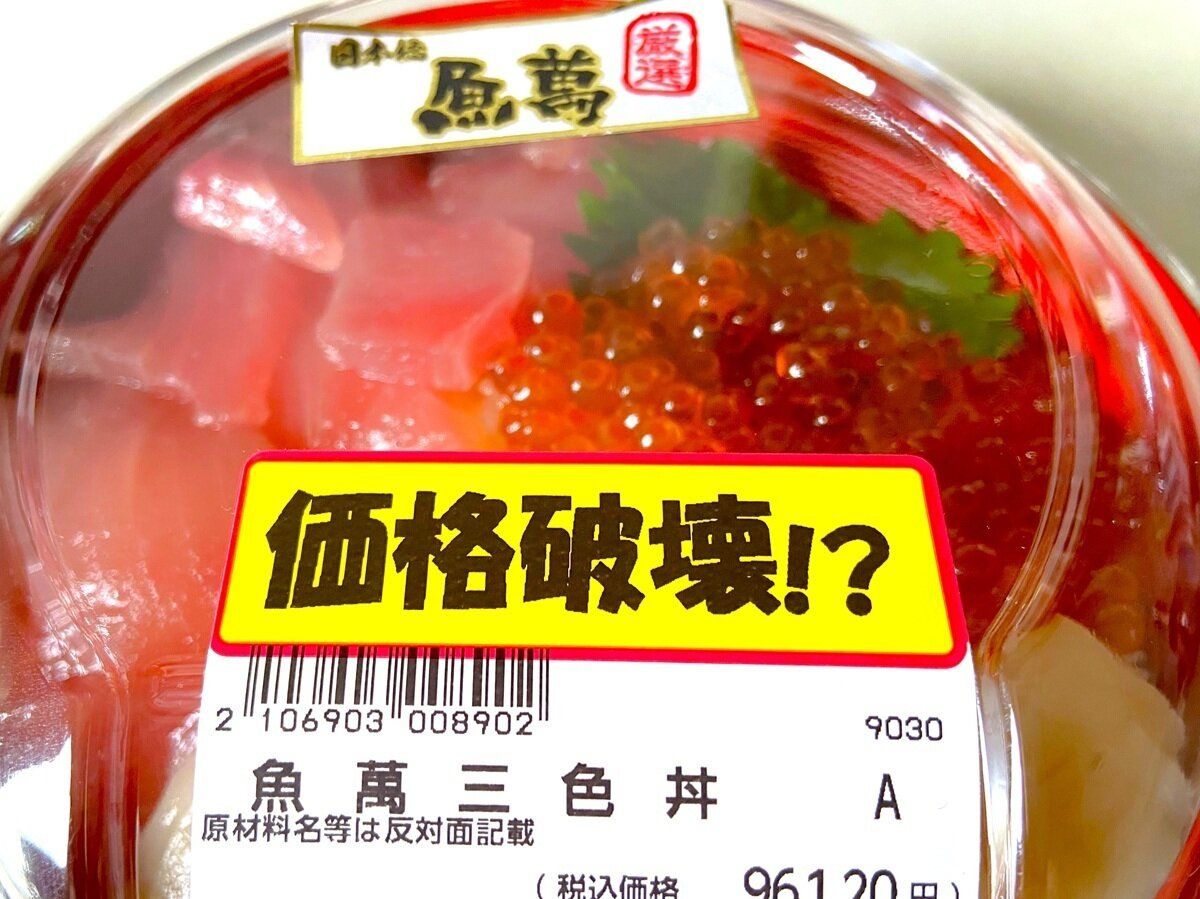 日本橋
魚萬
厳選
価格破壊!?
2 106903 008902
9030
魚萬三色丼 A
原材料名等は反対面記載
(税込価格 961.20円)